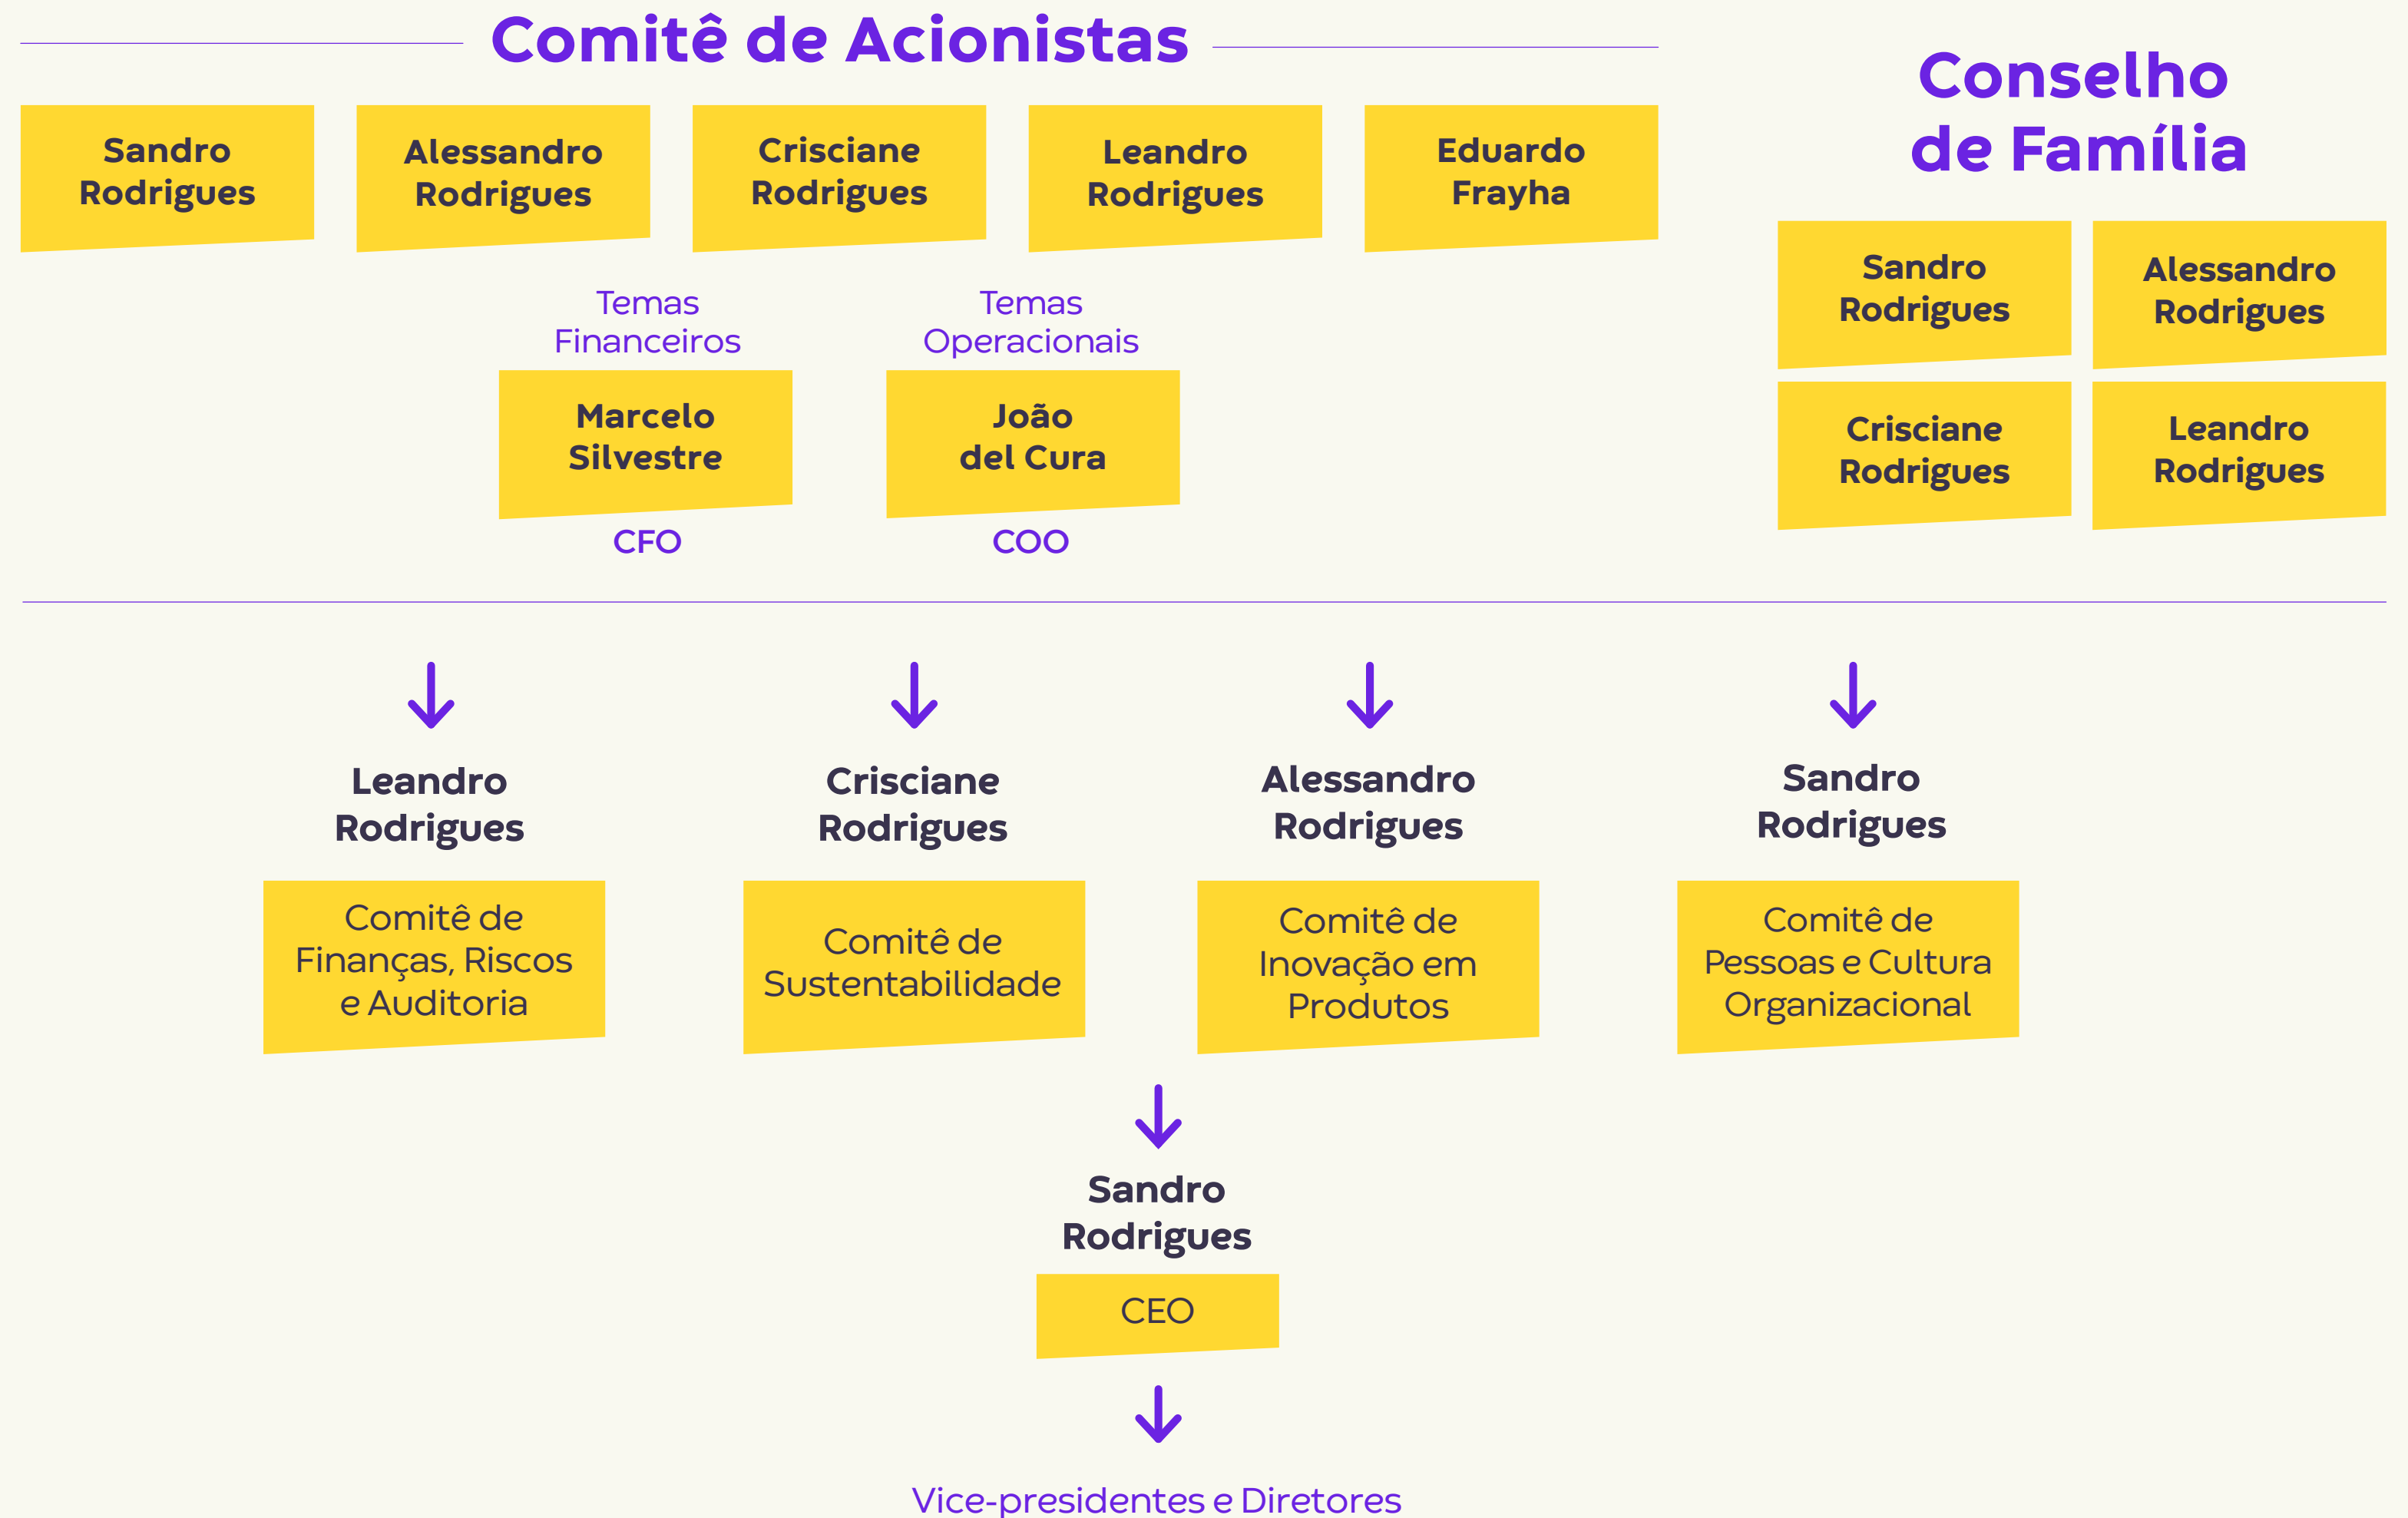 Comitê de Acionistas
Sandro
Rodrigues
Alessandro
Rodrigues
Crisciane
Rodrigues
Leandro
Rodrigues
Eduardo
Frayha
Temas
Financeiros
Marcelo
Silvestre
CFO
Temas
Operacionais
João
del Cura
COO
Conselho
de Família
Sandro
Rodrigues
Alessandro
Rodrigues
Crisciane
Rodrigues
Leandro
Rodrigues
Leandro
Rodrigues
Comitê de
Finanças, Riscos
e Auditoria
Crisciane
Rodrigues
Comitê de
Sustentabilidade
Alessandro
Rodrigues
Comitê de
Inovação em
Produtos
Sandro
Rodrigues
Comitê de
Pessoas e Cultura
Organizacional
Sandro
Rodrigues
CEO
Vice-presidentes e Diretores